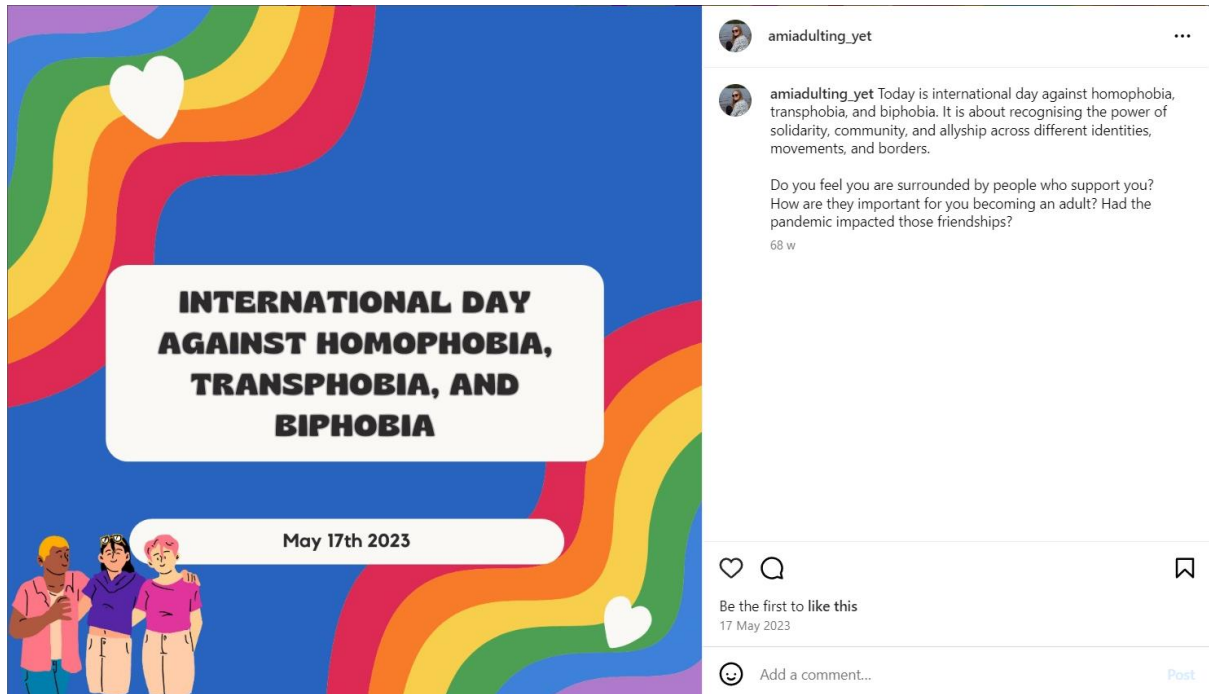 INTERNATIONAL DAY
AGAINST HOMOPHOBIA,
TRANSPHOBIA, AND
BIPHOBIA
May 17th 2023
amiadulting_yet
amiadulting_yet Today is international day against homophobia,
transphobia, and biphobia. It is about recognising the power of
solidarity, community, and allyship across different identities,
movements, and borders.
Do you feel you are surrounded by people who support you?
How are they important for you becoming an adult? Had the
pandemic impacted those friendships?
68 w
Be the first to like this
17 May 2023
Add a comment...
Post